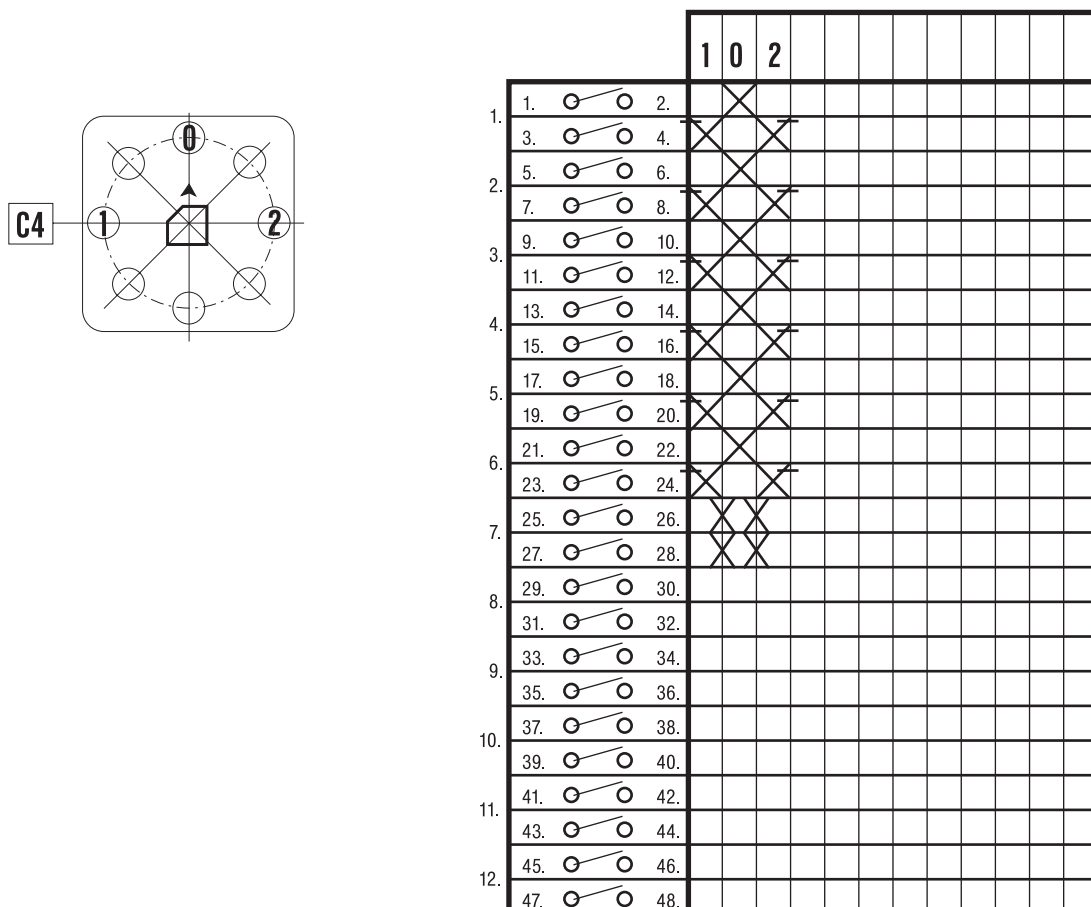 1 0 2
0
C4 1 2
1. 1. 2.
3. 4.
2. 5. 6.
7. 8.
3. 9. 10.
11. 12.
4. 13. 14.
15. 16.
5. 17. 18.
19. 20.
6. 21. 22.
23. 24.
7. 25. 26.
27. 28.
8. 29. 30.
31. 32.
9. 33. 34.
35. 36.
10. 37. 38.
39. 40.
11. 41. 42.
43. 44.
12. 45. 46.
47. 48.